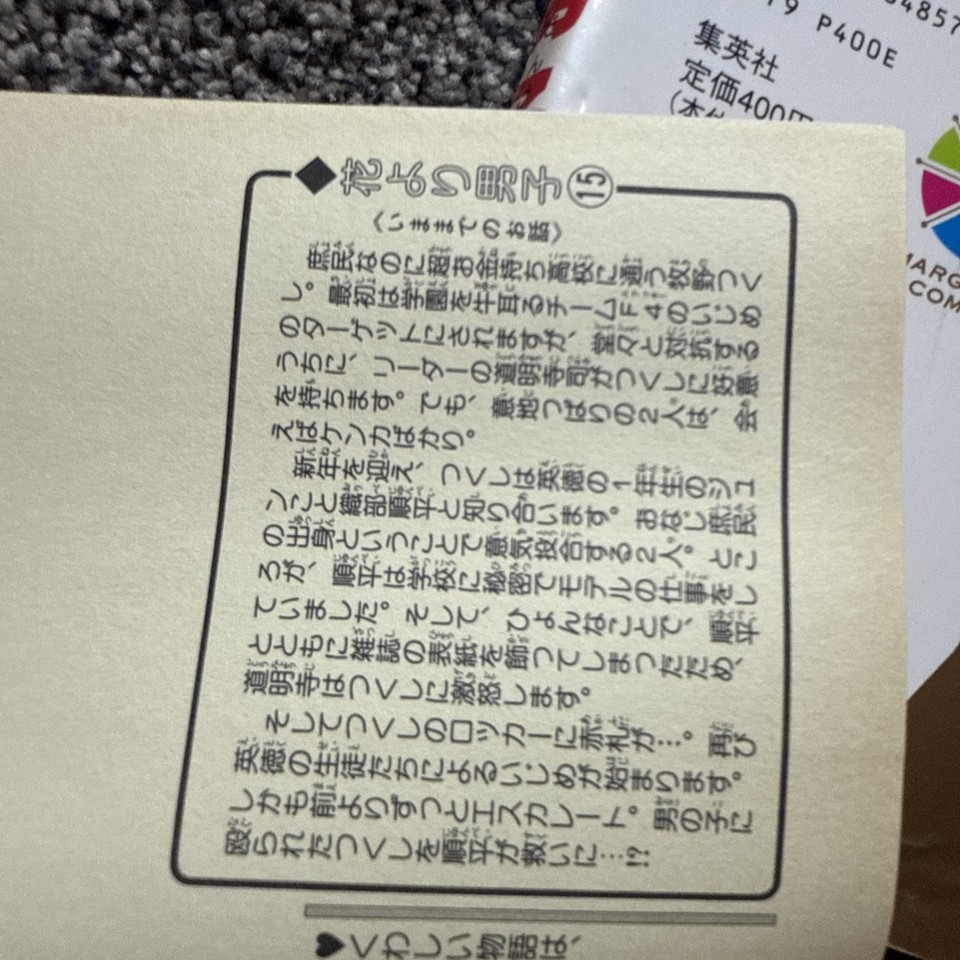 ◆花より男子⑮
〈いままでのお話〉
庶民なのに超お金持ち高校に通う牧野つく
し。最初は学園を牛耳るチームF4のいじめ
のターゲットにされますが、堂々と対抗する
うちに、リーダーの道明寺司がつくしに好意
を持ちます。でも、意地っぱりの2人は、会
えばケンカばかり。
新年を迎え、つくしは英徳の1年生のジュ
ンこと織部順平と知り合います。おなじ庶民
の出身ということで意気投合する2人。とこ
ろが、順平は学校に秘密でモデルの仕事をし
ていました。そして、ひょんなことで、順平
とともに雑誌の表紙を飾ってしまったため、
道明寺はつくしに激怒します。
そしてつくしのロッカーに赤札が…。再び
英徳の生徒たちによるいじめが始まります。
しかも前よりずっとエスカレート。男の子に
殴られたつくしを順平が救いに…!?
♥くわしい物語は、
P400E
集英社
定価400円